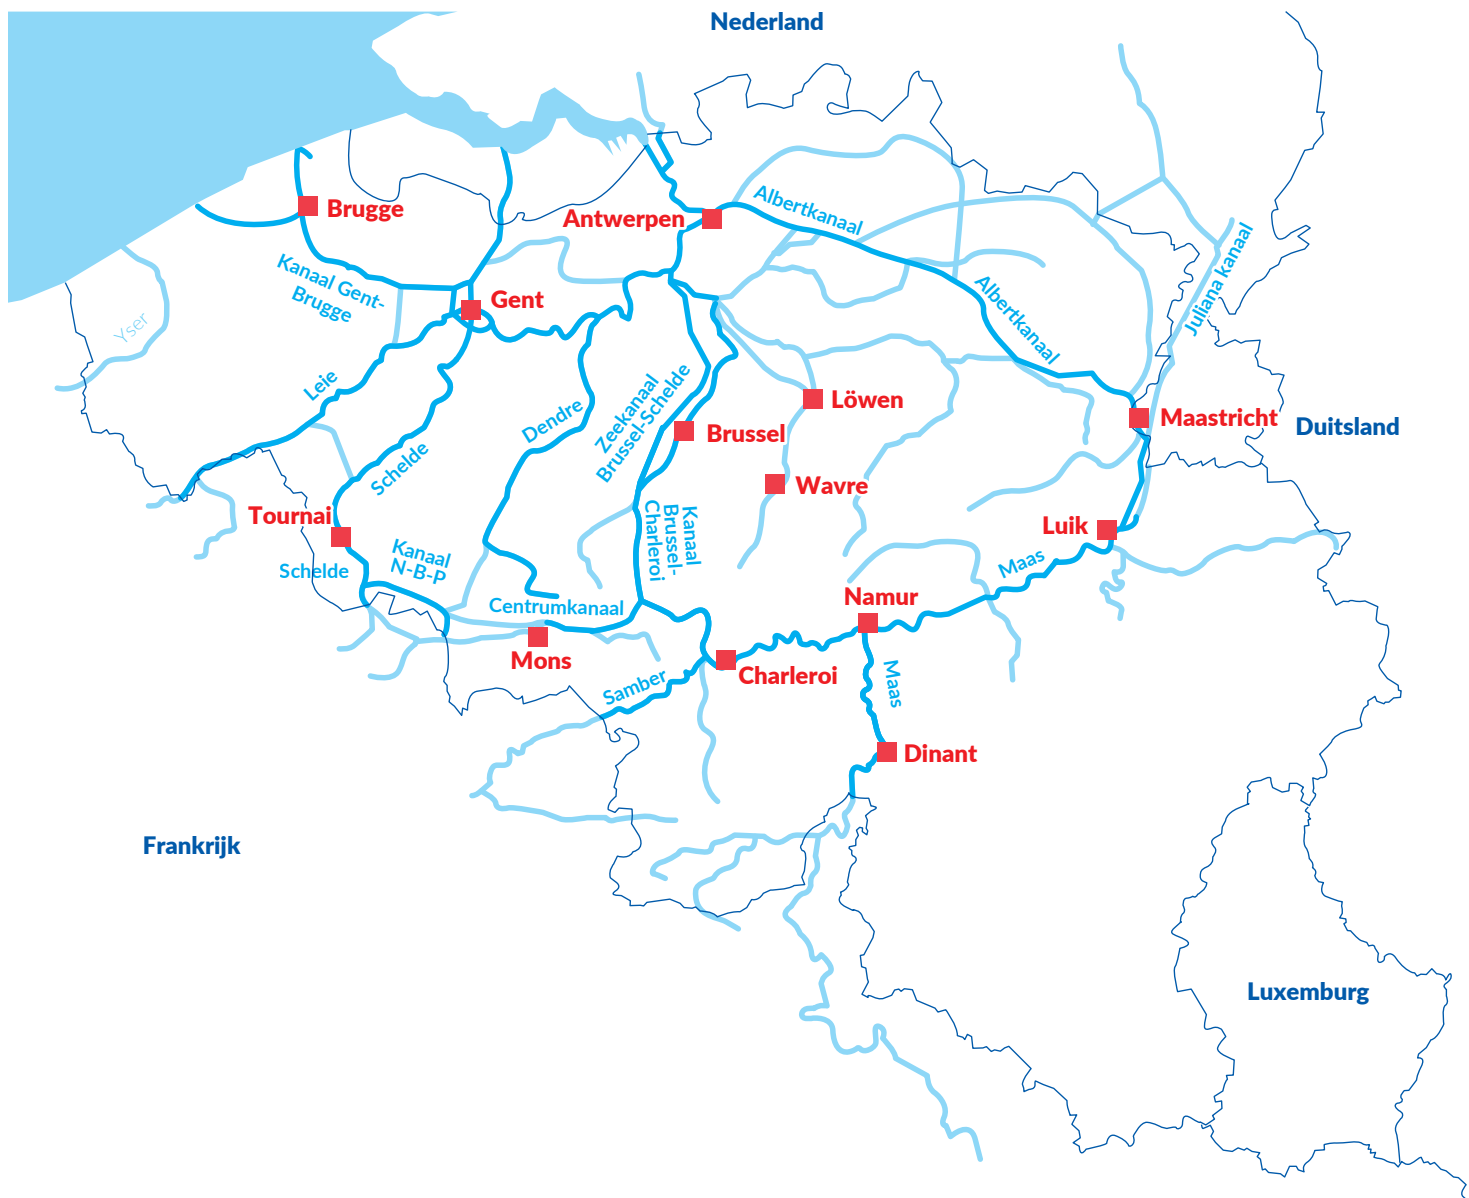 Nederland
Brugge
Antwerpen
Albertkanaal
Kanaal Gent-
Brugge
Gent
Yser
Albertkanaal
Juliana kanaal
Leie
Dendre
Zeekanaal
Brussel-Schelde
Löwen
Maastricht
Duitsland
Brussel
Schelde
Wavre
Tournai
Kanaal
Brussel-
Charleroi
Luik
Schelde
Kanaal
N-B-P
Maas
Centrumkanaal
Namur
Mons
Charleroi
Samber
Maas
Dinant
Frankrijk
Luxemburg